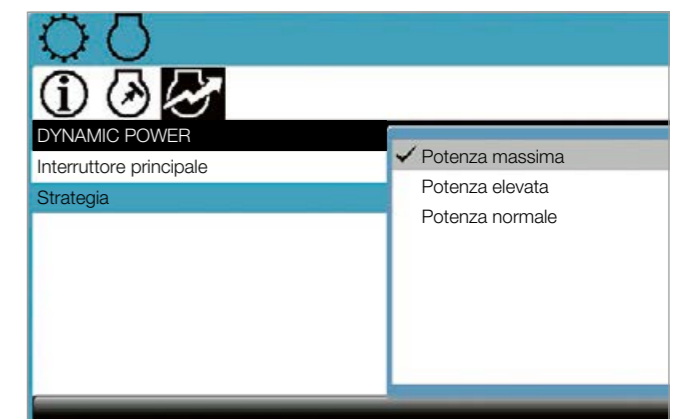 DYNAMIC POWER
Interruttore principale
Strategia
Potenza massima
Potenza elevata
Potenza normale